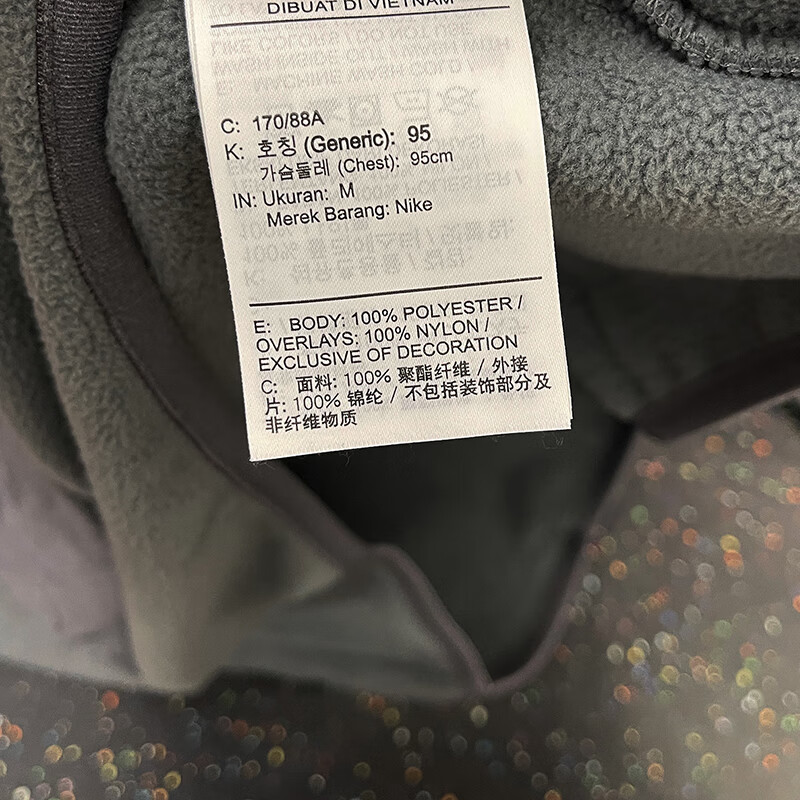 DIBUAT DI VIETNAM
C: 170/88A
K: 호칭 (Generic): 95
가슴둘레 (Chest): 95cm
IN: Ukuran: M
Merek Barang: Nike
E: BODY: 100% POLYESTER /
OVERLAYS: 100% NYLON /
EXCLUSIVE OF DECORATION
C: 面料: 100% 聚酯纤维 / 外接
片: 100% 锦纶 / 不包括装饰部分及
非纤维物质